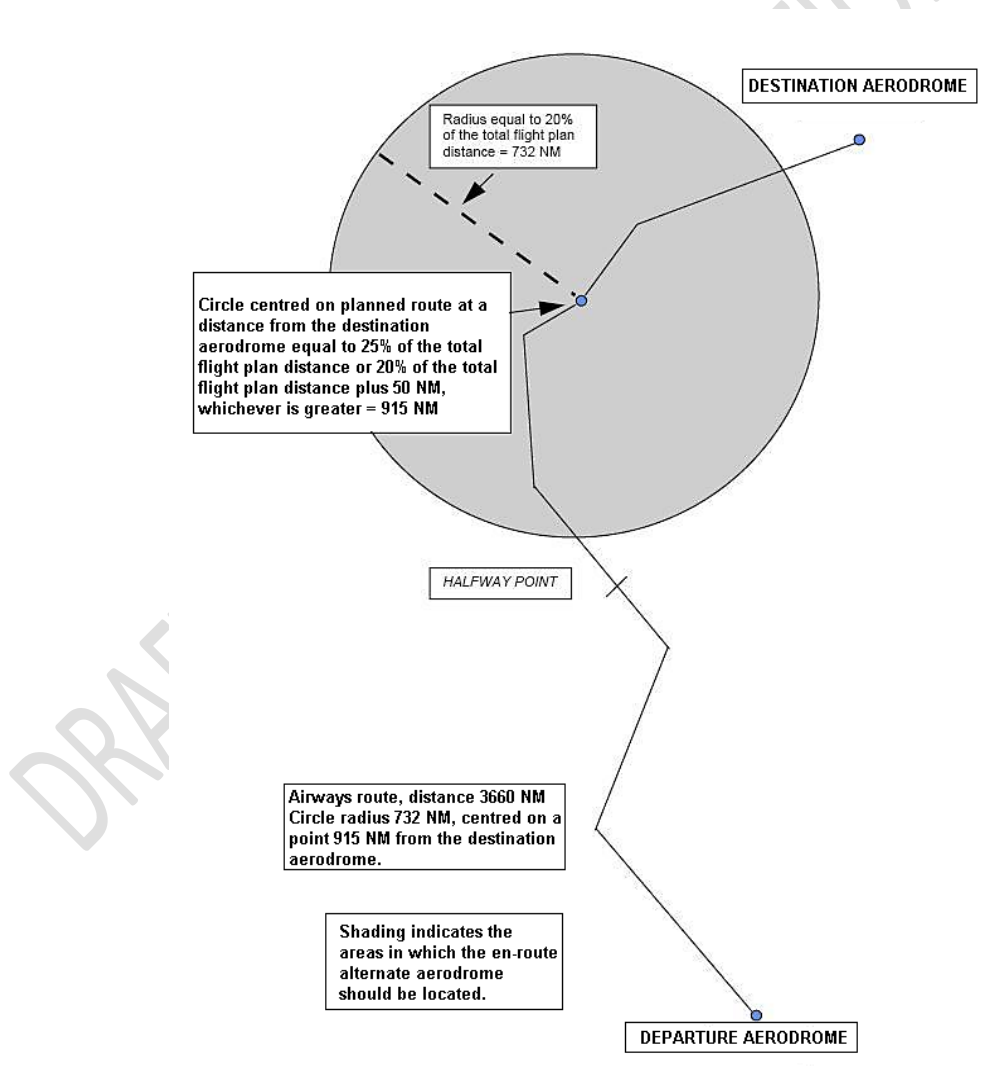 DESTINATION AERODROME
Radius equal to 20%
of the total flight plan
distance = 732 NM
Circle centred on planned route at a
distance from the destination
aerodrome equal to 25% of the total
flight plan distance or 20% of the total
flight plan distance plus 50 NM,
whichever is greater = 915 NM
HALFWAY POINT
Airways route, distance 3660 NM
Circle radius 732 NM, centred on a
point 915 NM from the destination
aerodrome.
Shading indicates the
areas in which the en-route
alternate aerodrome
should be located.
DEPARTURE AERODROME